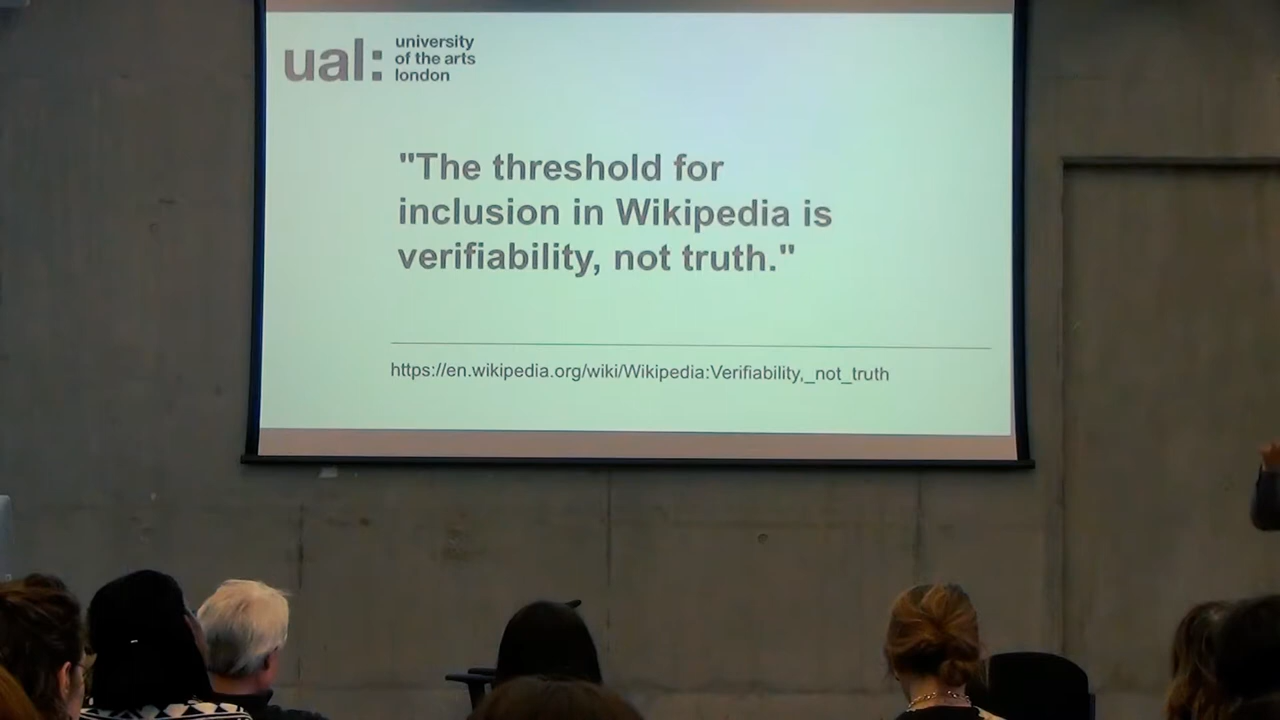 ual:
university
of the arts
london
"The threshold for
inclusion in Wikipedia is
verifiability, not truth."
https://en.wikipedia.org/wiki/Wikipedia:Verifiability,_not_truth